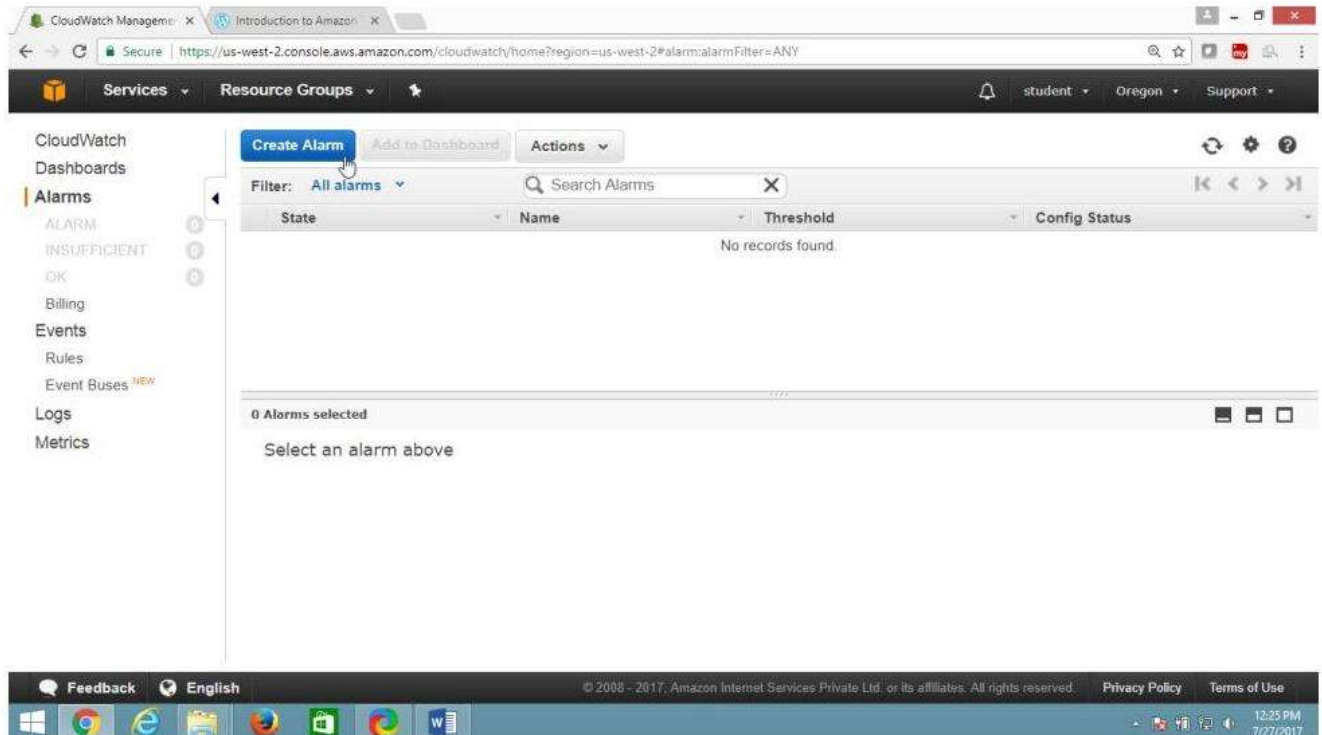 CloudWatch Manageme
Introduction to Amazon
Secure https://us-west-2.console.aws.amazon.com/cloudwatch/home?region=us-west-2#alarm:alarmFilter=ANY
Services Resource Groups student Oregon Support
CloudWatch
Dashboards
Alarms
ALARM 0
INSUFFICIENT 0
OK 0
Billing
Events
Rules
Event Buses NEW
Logs
Metrics
Create Alarm Add to Dashboard Actions
Filter: All alarms Search Alarms
State Name Threshold Config Status
No records found.
0 Alarms selected
Select an alarm above
Feedback English © 2008 - 2017, Amazon Internet Services Private Ltd. or its affiliates. All rights reserved. Privacy Policy Terms of Use
12:25 PM
7/27/2017